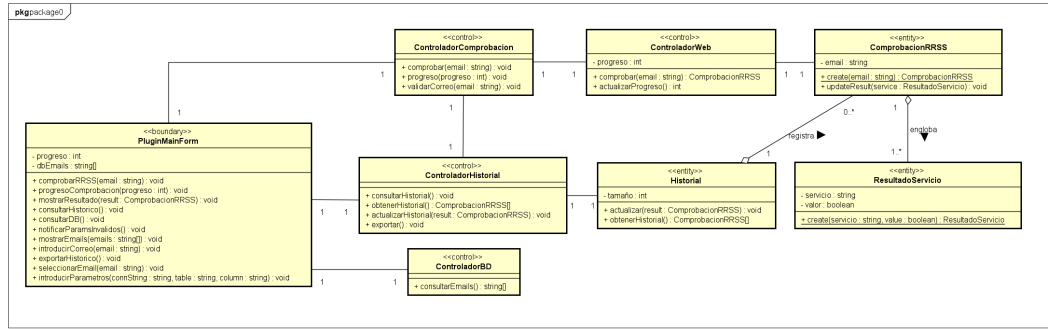 pkg package0
<<control>>
ControladorComprobacion
+ comprobar(email : string) : void
+ progreso(progreso : int) : void
+ validarCorreo(email : string) : void
<<control>>
ControladorWeb
- progreso : int
+ comprobar(email : string) : ComprobacionRRSS
+ actualizarProgreso() : int
<<entity>>
ComprobacionRRSS
- email : string
+ create(email : string) : ComprobacionRRSS
+ updateResult(service : ResultadoServicio) : void
1
1
1
1
1
1
1
0..*
1
registra
engloba
1
1
1..*
<<boundary>>
PluginMainForm
- progreso : int
- dbEmails : string[]
+ comprobarRRSS(email : string) : void
+ progresoComprobacion(progreso : int) : void
+ mostrarResultado(result : ComprobacionRRSS) : void
+ consultarHistorico() : void
+ consultarDB() : void
+ notificarParamsInvalidos() : void
+ mostrarEmails(emails : string[]) : void
+ introducirCorreo(email : string) : void
+ exportarHistorico() : void
+ seleccionarEmail(email : string) : void
+ introducirParametros(connString : string, table : string, column : string) : void
<<control>>
ControladorHistorial
+ consultarHistorial() : void
+ obtenerHistorial() : ComprobacionRRSS[]
+ actualizarHistorial(result : ComprobacionRRSS) : void
+ exportar() : void
<<entity>>
Historial
- tamaño : int
+ actualizar(result : ComprobacionRRSS) : void
+ obtenerHistorial() : ComprobacionRRSS[]
<<entity>>
ResultadoServicio
- servicio : string
- valor : boolean
+ create(servicio : string, value : boolean) : ResultadoServicio
1
1
1
1
<<control>>
ControladorBD
+ consultarEmails() : string[]
1
1